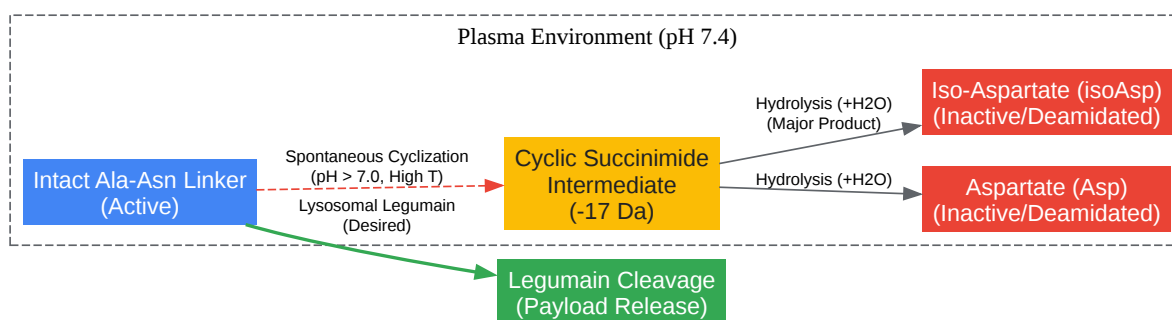 Plasma Environment (pH 7.4)
Intact Ala-Asn Linker
(Active)
Spontaneous Cyclization
(pH > 7.0, High T)
Lysosomal Legumain
(Desired)
Cyclic Succinimide
Intermediate
(-17 Da)
Hydrolysis (+H2O)
(Major Product)
Hydrolysis (+H2O)
Iso-Aspartate (isoAsp)
(Inactive/Deamidated)
Aspartate (Asp)
(Inactive/Deamidated)
Legumain Cleavage
(Payload Release)